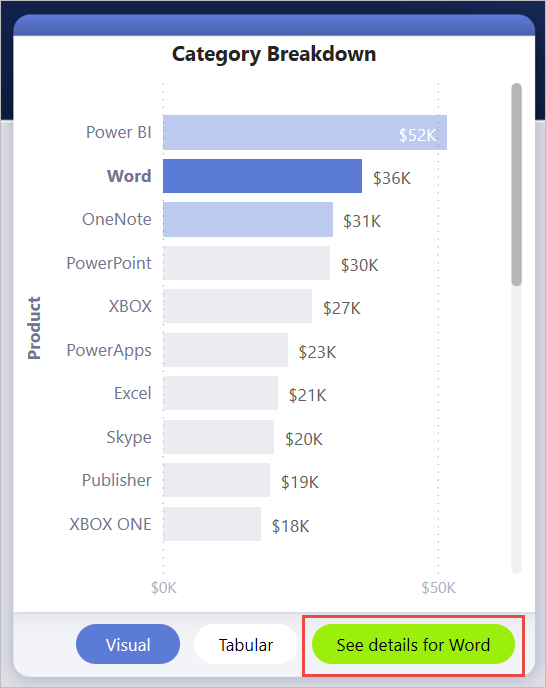 Category Breakdown
Product
Power BI $52K
Word $36K
OneNote $31K
PowerPoint $30K
XBOX $27K
PowerApps $23K
Excel $21K
Skype $20K
Publisher $19K
XBOX ONE $18K
$0K $50K
Visual Tabular See details for Word